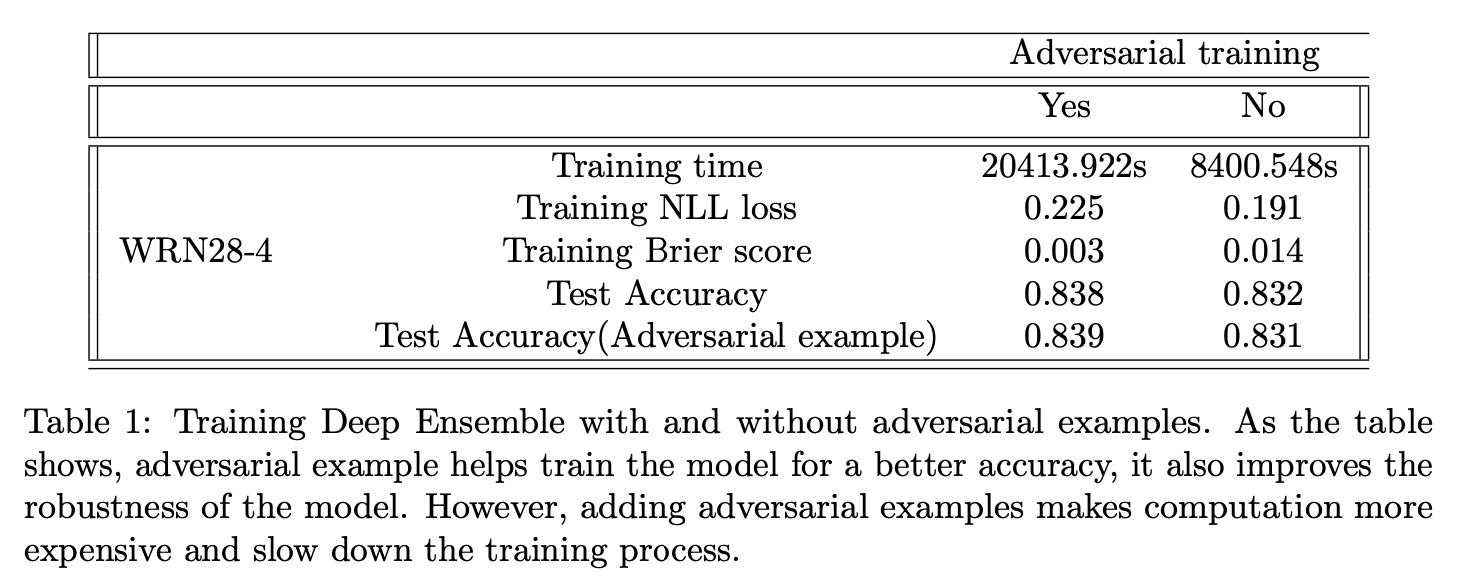 Adversarial training
Yes No
Training time 20413.922s 8400.548s
Training NLL loss 0.225 0.191
WRN28-4 Training Brier score 0.003 0.014
Test Accuracy 0.838 0.832
Test Accuracy(Adversarial example) 0.839 0.831
Table 1: Training Deep Ensemble with and without adversarial examples. As the table
shows, adversarial example helps train the model for a better accuracy, it also improves the
robustness of the model. However, adding adversarial examples makes computation more
expensive and slow down the training process.